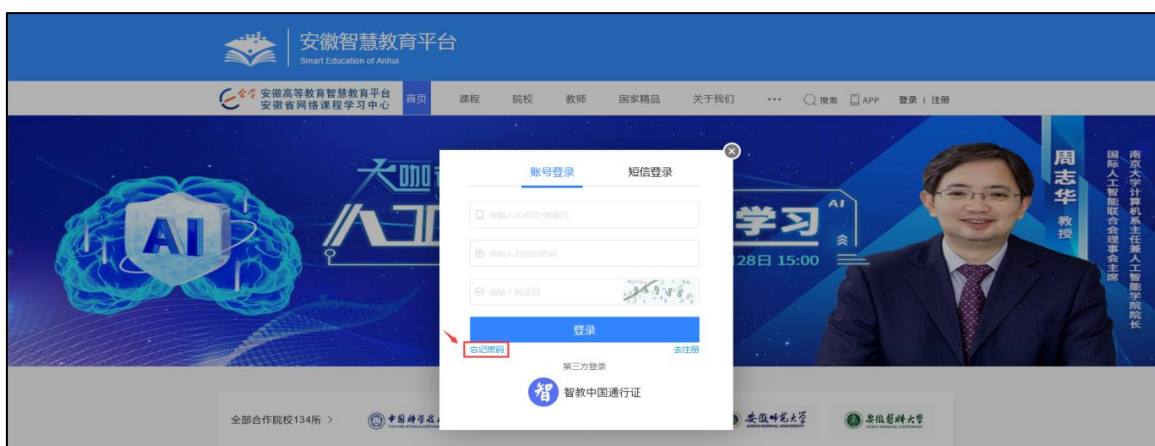 安徽智慧教育平台
Smart Education of Anhui
安徽高等教育智慧教育平台
安徽省网络课程学习中心
首页 课程 院校 教师 国家精品 关于我们 ··· 搜索 APP 登录 | 注册
账号登录 短信登录
请输入手机号/邮箱号
请输入对应的密码
请输入验证码
登录
忘记密码 去注册
第三方登录
智 智教中国通行证
AI
大咖
人工
学习
AI
28日 15:00
周志华 教授
南京大学计算机系主任兼人工智能学院院长
国际人工智能联合会理事会主席
全部合作院校134所 >
安徽师范大学
安徽医科大学